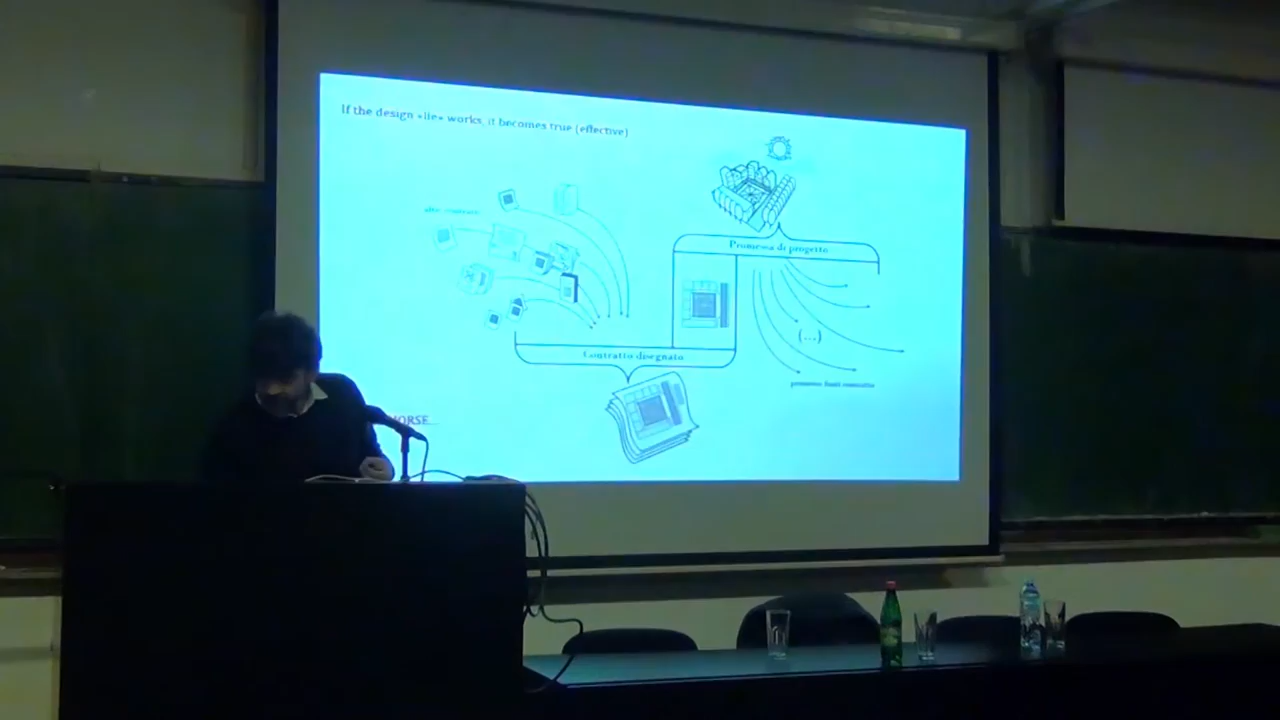 If the design «lie» works, it becomes true (effective)
Promessa di progetto
(...)
Contratto disegnato